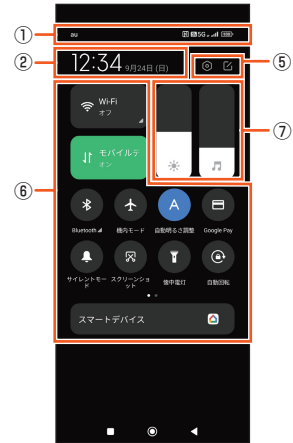 ① au 5G 100
② 12:34 9月24日 (日) ⑤
Wi-Fi
オフ
⑦
モバイルデ
オン
⑥
Bluetooth 機内モード 自動明るさ調整 Google Pay
サイレントモー スクリーンショ 懐中電灯 自動回転
ド ット
スマートデバイス